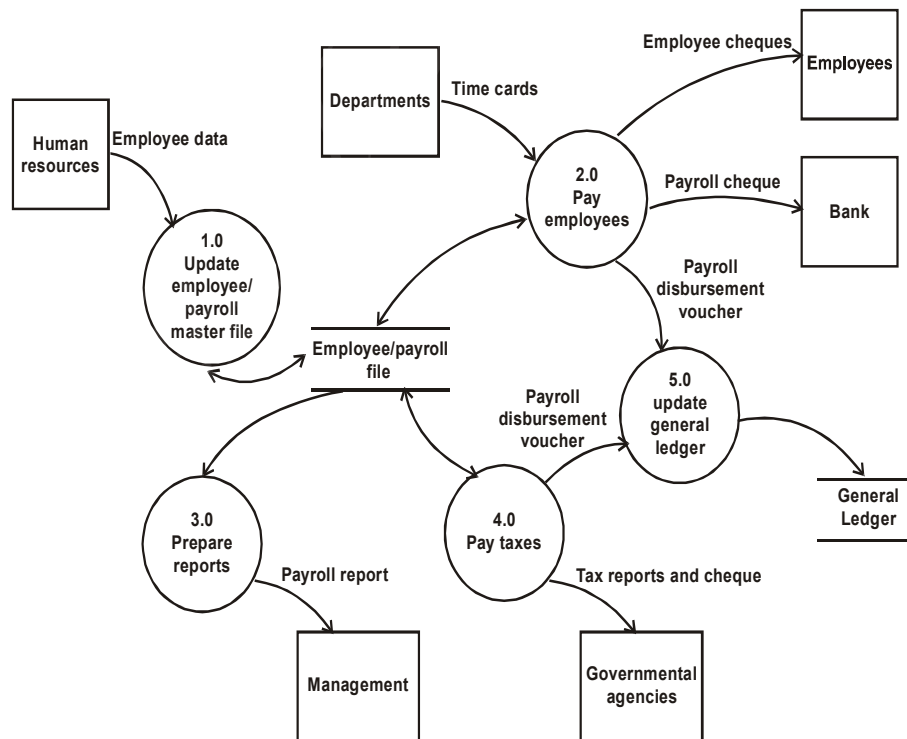 Employee cheques
Employees
Departments
Time cards
Human
resources
Employee data
2.0
Pay
employees
Payroll cheque
Bank
1.0
Update
employee/
payroll
master file
Payroll
disbursement
voucher
Employee/payroll
file
Payroll
disbursement
voucher
5.0
update
general
ledger
General
Ledger
3.0
Prepare
reports
4.0
Pay taxes
Payroll report
Tax reports and cheque
Management
Governmental
agencies